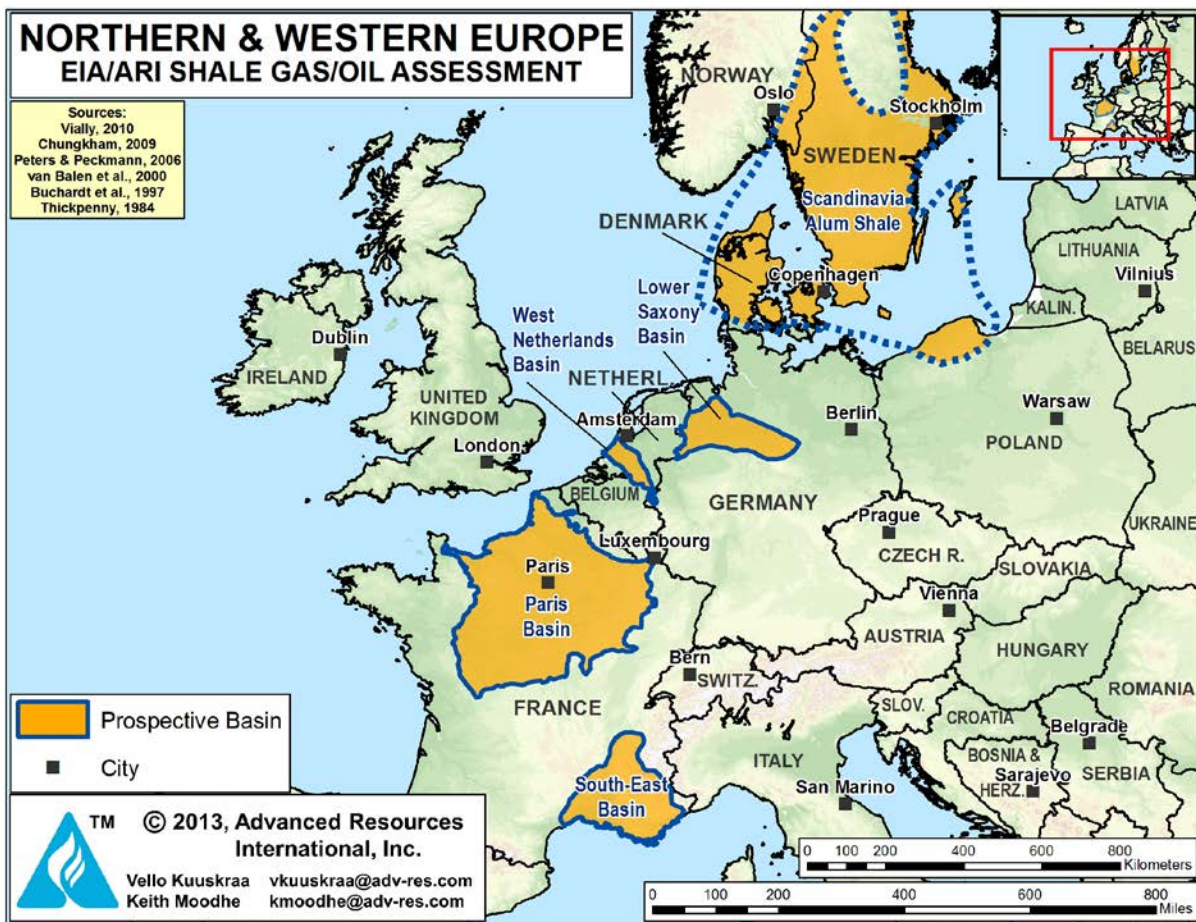 NORTHERN & WESTERN EUROPE
EIA/ARI SHALE GAS/OIL ASSESSMENT
Sources:
Vially, 2010
Chungkham, 2009
Peters & Peckmann, 2006
van Balen et al., 2000
Buchardt et al., 1997
Thickpenny, 1984
NORWAY
Oslo
Stockholm
SWEDEN
Scandinavia
Alum Shale
DENMARK
Copenhagen
LATVIA
LITHUANIA
Vilnius
KALIN.
BELARUS
Lower
Saxony
Basin
West
Netherlands
Basin
Dublin
IRELAND
UNITED
KINGDOM
London
NETHERL.
Amsterdam
Berlin
Warsaw
POLAND
BELGIUM
GERMANY
Luxembourg
Prague
CZECH R.
UKRAINE
SLOVAKIA
Paris
Paris
Basin
Vienna
AUSTRIA
HUNGARY
Bern
SWITZ.
FRANCE
ROMANIA
SLOV.
CROATIA
Belgrade
ITALY
BOSNIA &
HERZ.
Sarajevo
SERBIA
San Marino
South-East
Basin
Prospective Basin
City
TM
© 2013, Advanced Resources
International, Inc.
Vello Kuuskraa vkuuskraa@adv-res.com
Keith Moodhe kmoodhe@adv-res.com
0 100 200 400 600 800
Kilometers
0 100 200 400 600 800
Miles